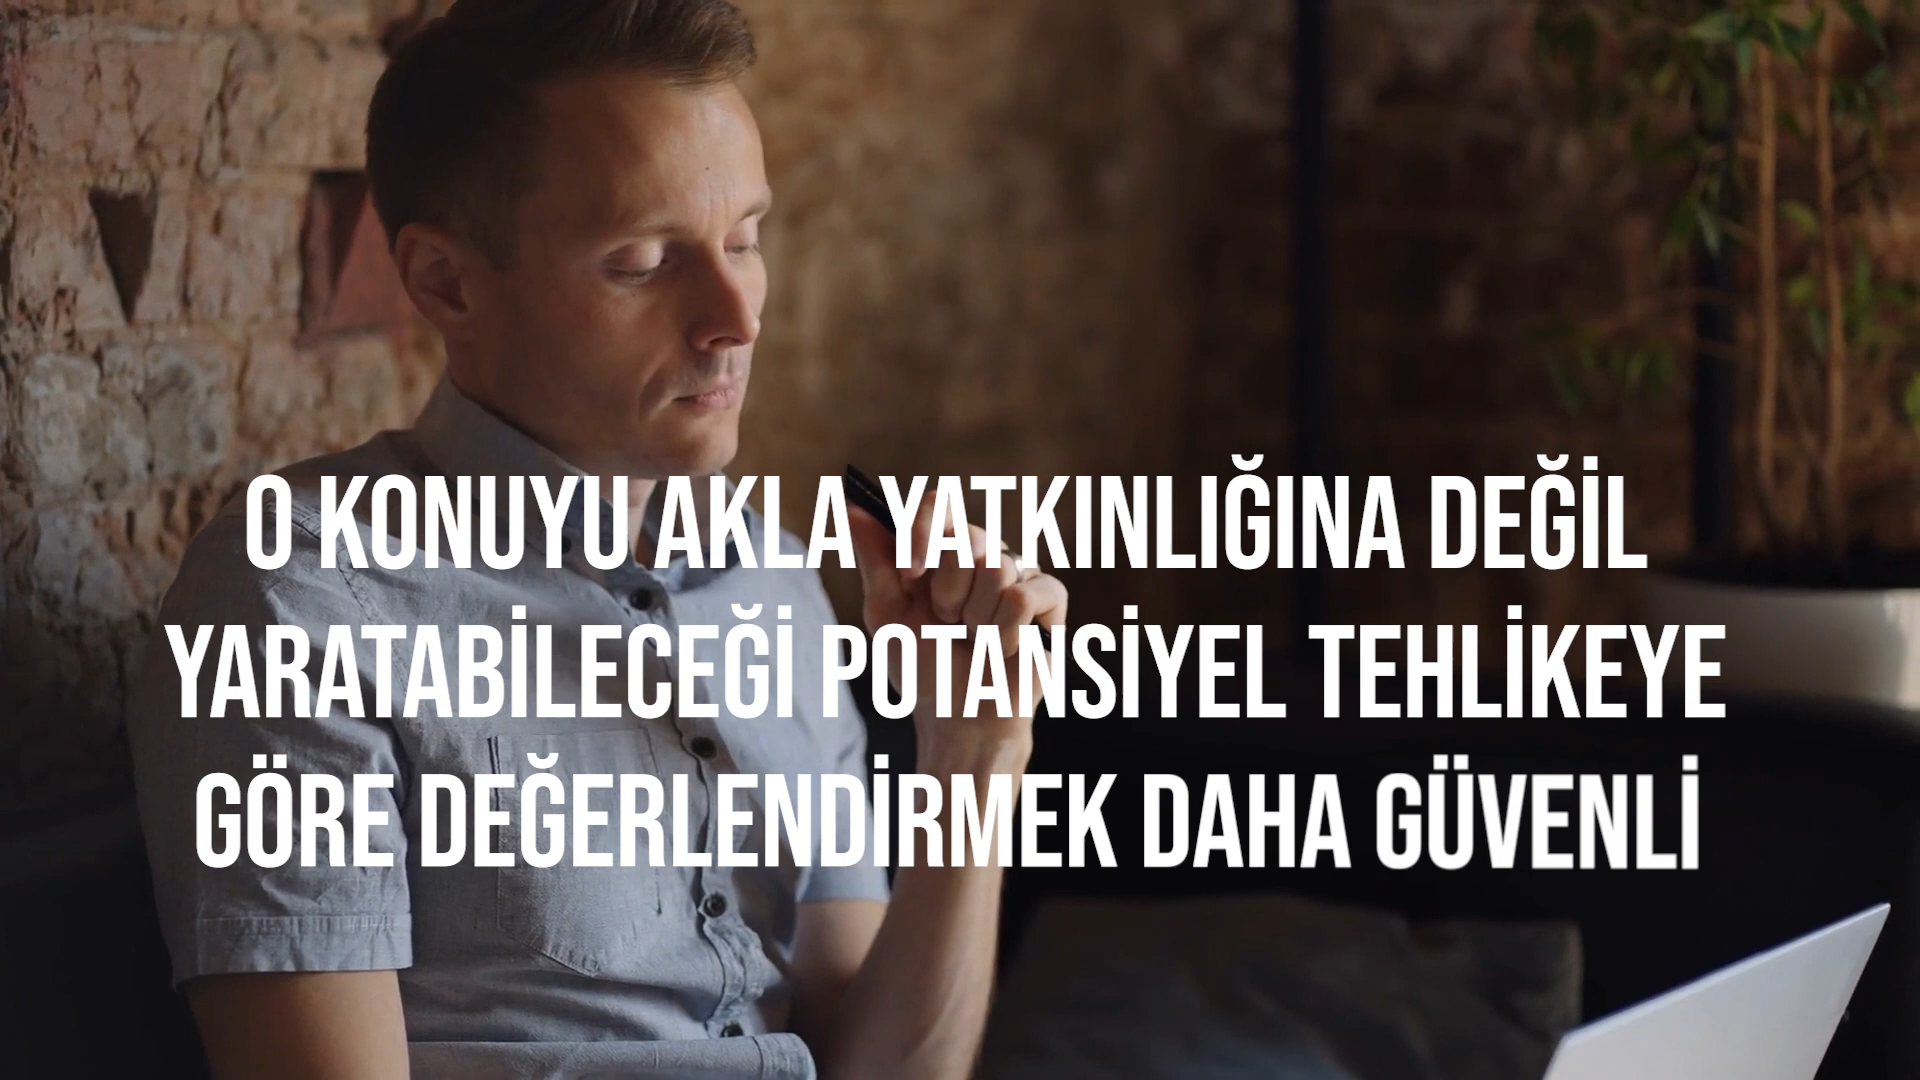 O KONUYU AKLA YATKINLIĞINA DEĞİL
YARATABİLECEĞİ POTANSİYEL TEHLİKEYE
GÖRE DEĞERLENDİRMEK DAHA GÜVENLİ